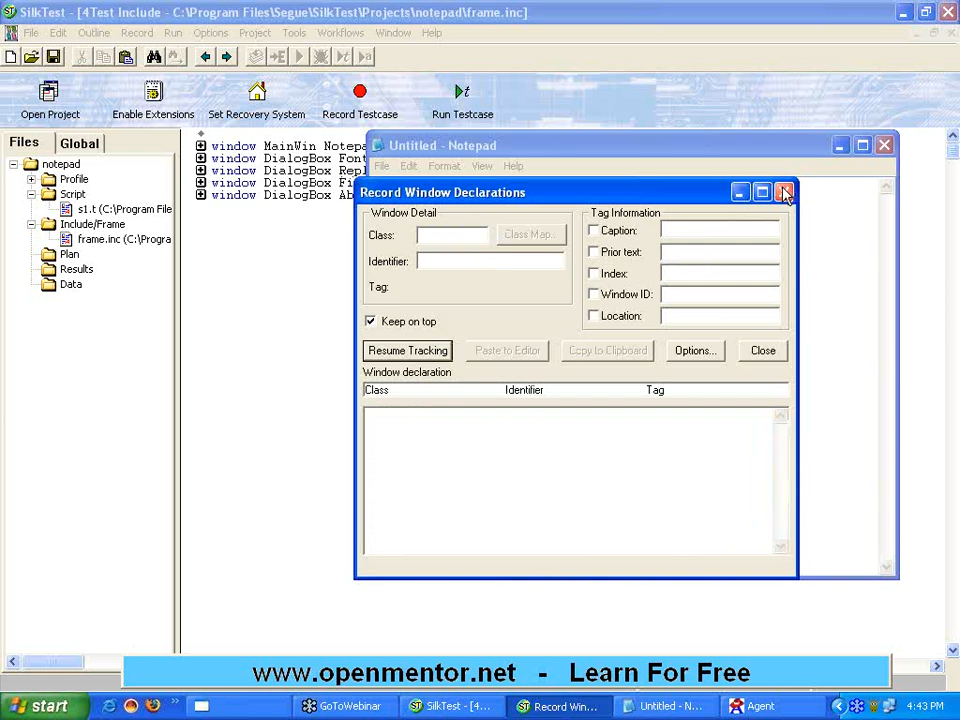 SilkTest - [4Test Include - C:\Program Files\Segue\SilkTest\Projects\notepad\frame.inc]
File Edit Outline Record Run Options Project Tools Workflows Window Help
Open Project Enable Extensions Set Recovery System Record Testcase Run Testcase
Files Global
notepad
Profile
Script
s1.t (C:\Program File
Include/Frame
frame.inc (C:\Progra
Plan
Results
Data
window MainWin Notepa
window DialogBox Font
window DialogBox Repl
window DialogBox Fi
window DialogBox Ab
Untitled - Notepad
File Edit Format View Help
Record Window Declarations
Window Detail
Class:
Class Map...
Identifier:
Tag:
Tag Information
Caption:
Prior text:
Index:
Window ID:
Location:
Keep on top
Resume Tracking Paste to Editor Copy to Clipboard Options... Close
Window declaration
Class Identifier Tag
www.openmentor.net - Learn For Free
start GoToWebinar SilkTest - [4... Record Win... Untitled - N... Agent 4:43 PM